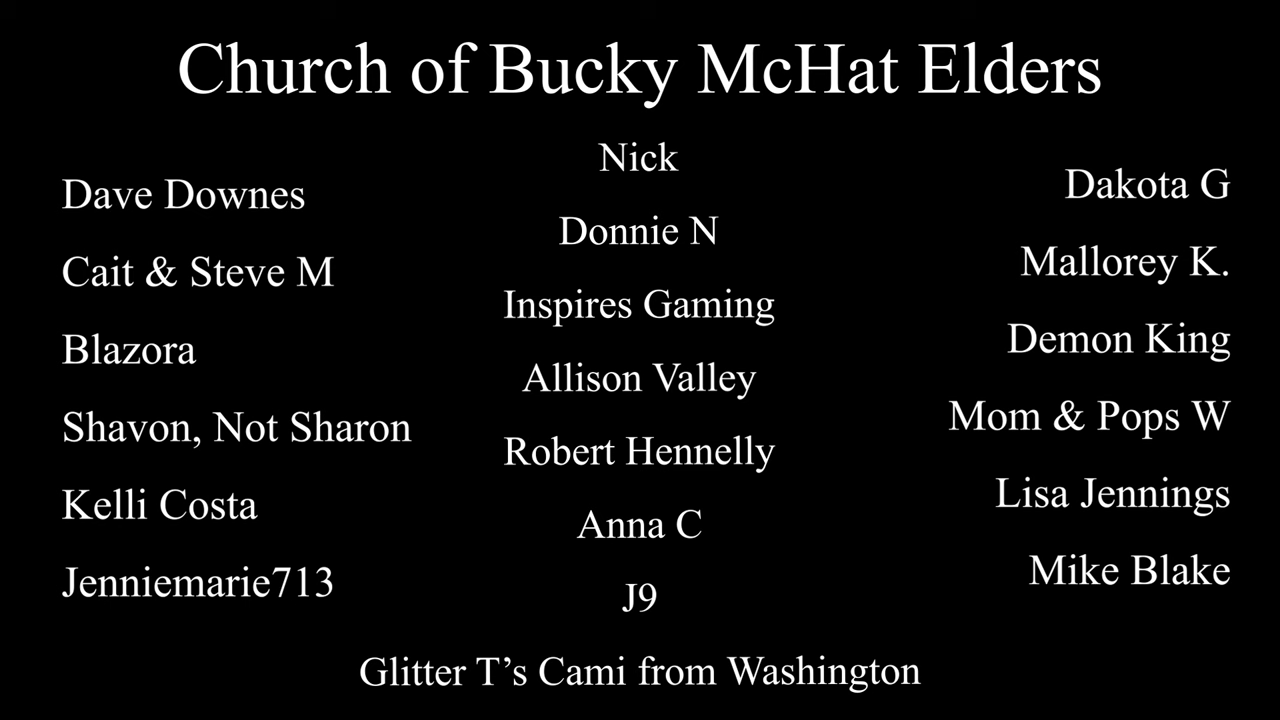 Church of Bucky McHat Elders
Dave Downes
Cait & Steve M
Blazora
Shavon, Not Sharon
Kelli Costa
Jenniemarie713
Nick
Donnie N
Inspires Gaming
Allison Valley
Robert Hennelly
Anna C
J9
Glitter T’s Cami from Washington
Dakota G
Mallorey K.
Demon King
Mom & Pops W
Lisa Jennings
Mike Blake